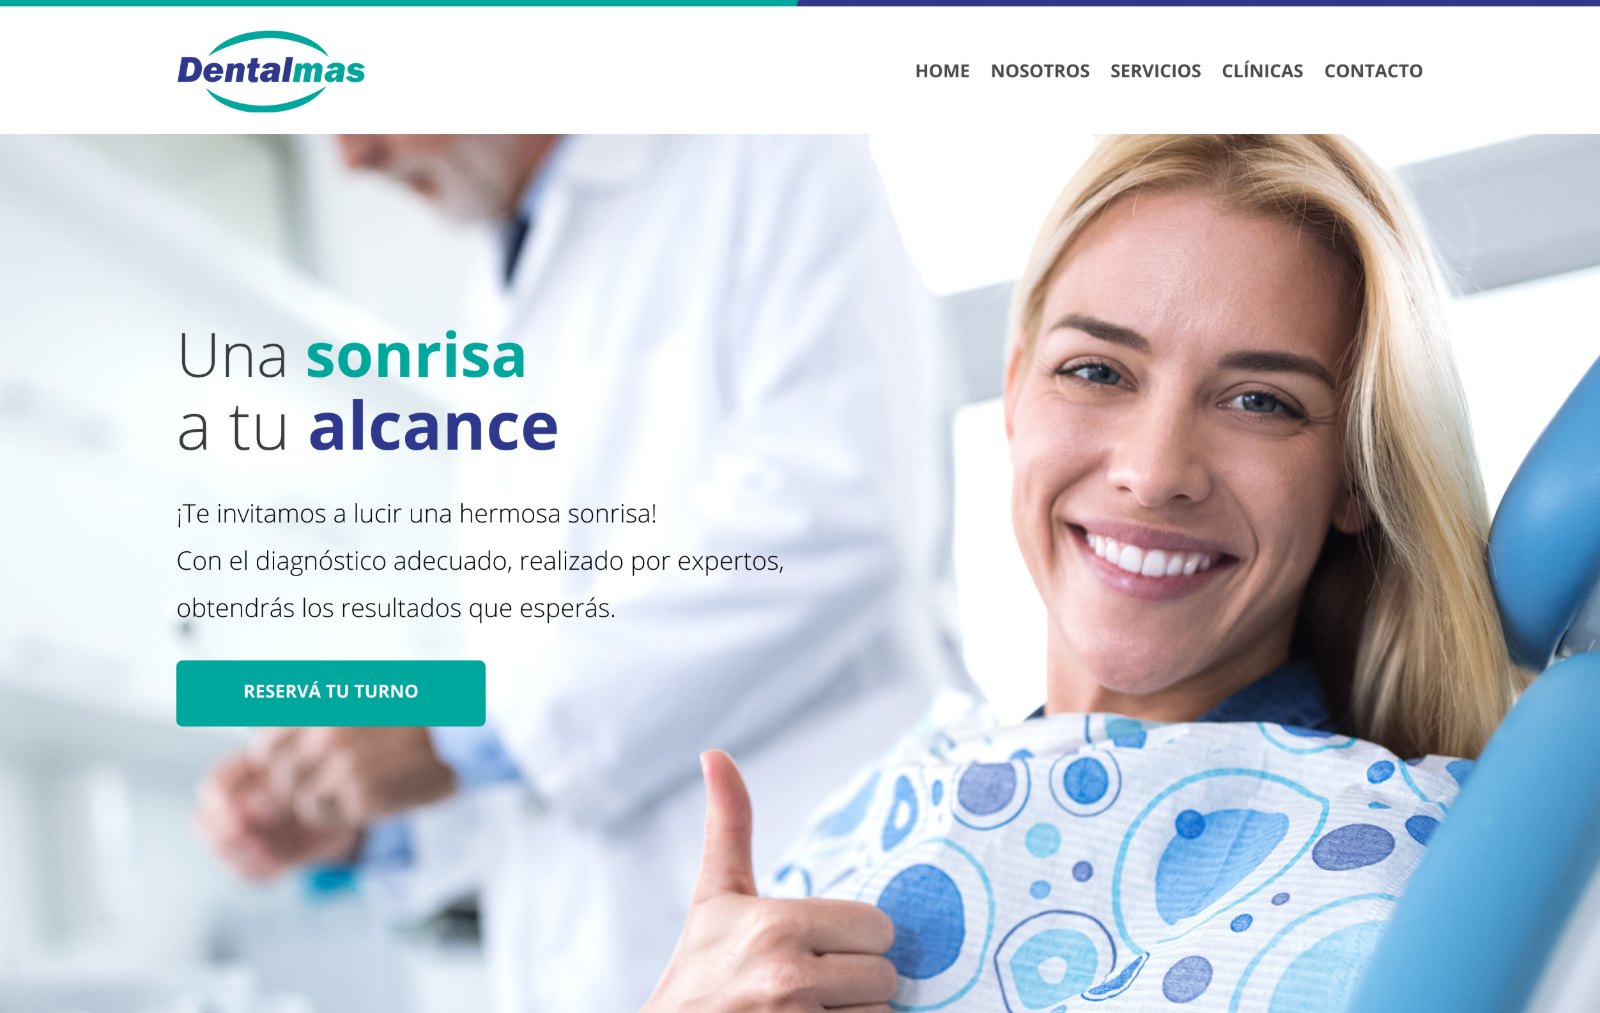 Dentalmas
HOME NOSOTROS SERVICIOS CLÍNICAS CONTACTO
Una sonrisa
a tu alcance
¡Te invitamos a lucir una hermosa sonrisa!
Con el diagnóstico adecuado, realizado por expertos,
obtendrás los resultados que esperás.
RESERVÁ TU TURNO